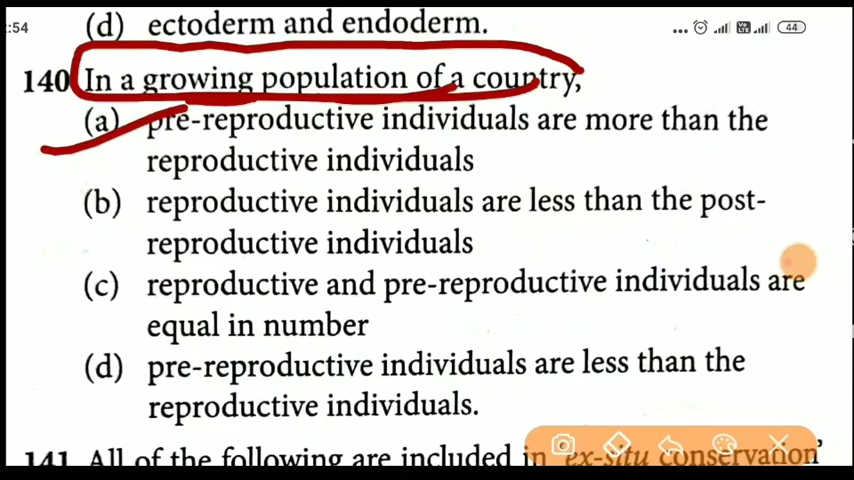 :54
44
(d) ectoderm and endoderm.
140 In a growing population of a country,
(a) pre-reproductive individuals are more than the
reproductive individuals
(b) reproductive individuals are less than the post-
reproductive individuals
(c) reproductive and pre-reproductive individuals are
equal in number
(d) pre-reproductive individuals are less than the
reproductive individuals.
141 All of the following are included in 'ex-situ conservation'